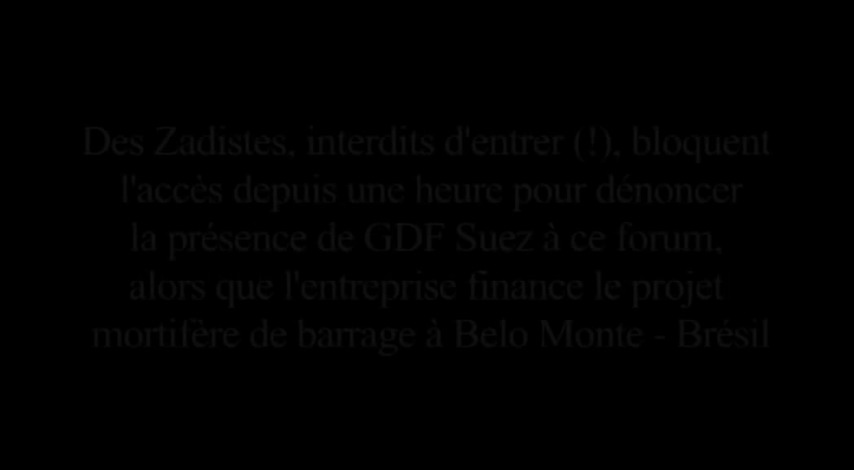 Des Zadistes, interdits d'entrer (!), bloquent
l'accès depuis une heure pour dénoncer
la présence de GDF Suez à ce forum,
alors que l'entreprise finance le projet
mortifère de barrage à Belo Monte - Brésil